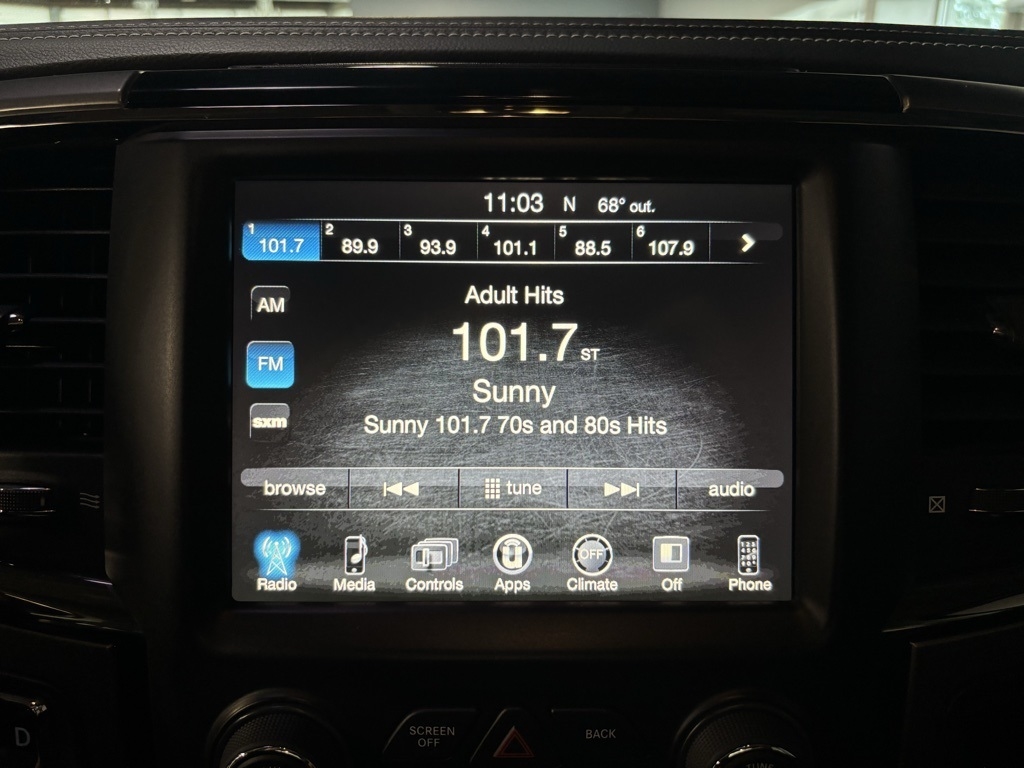 11:03 N 68° out.
1 101.7 2 89.9 3 93.9 4 101.1 5 88.5 6 107.9
AM
FM
sxm
Adult Hits
101.7 ST
Sunny
Sunny 101.7 70s and 80s Hits
browse tune audio
OFF
Radio Media Controls Apps Climate Off Phone
SCREEN
OFF
BACK
D